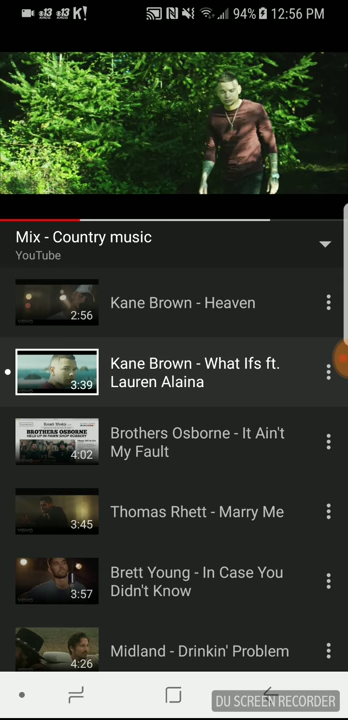 K!
94% 12:56 PM
Mix - Country music
YouTube
2:56
Kane Brown - Heaven
3:39
Kane Brown - What Ifs ft.
Lauren Alaina
BROTHERS OSBORNE
4:02
Brothers Osborne - It Ain't
My Fault
3:45
Thomas Rhett - Marry Me
3:57
Brett Young - In Case You
Didn't Know
4:26
Midland - Drinkin' Problem
DU SCREEN RECORDER